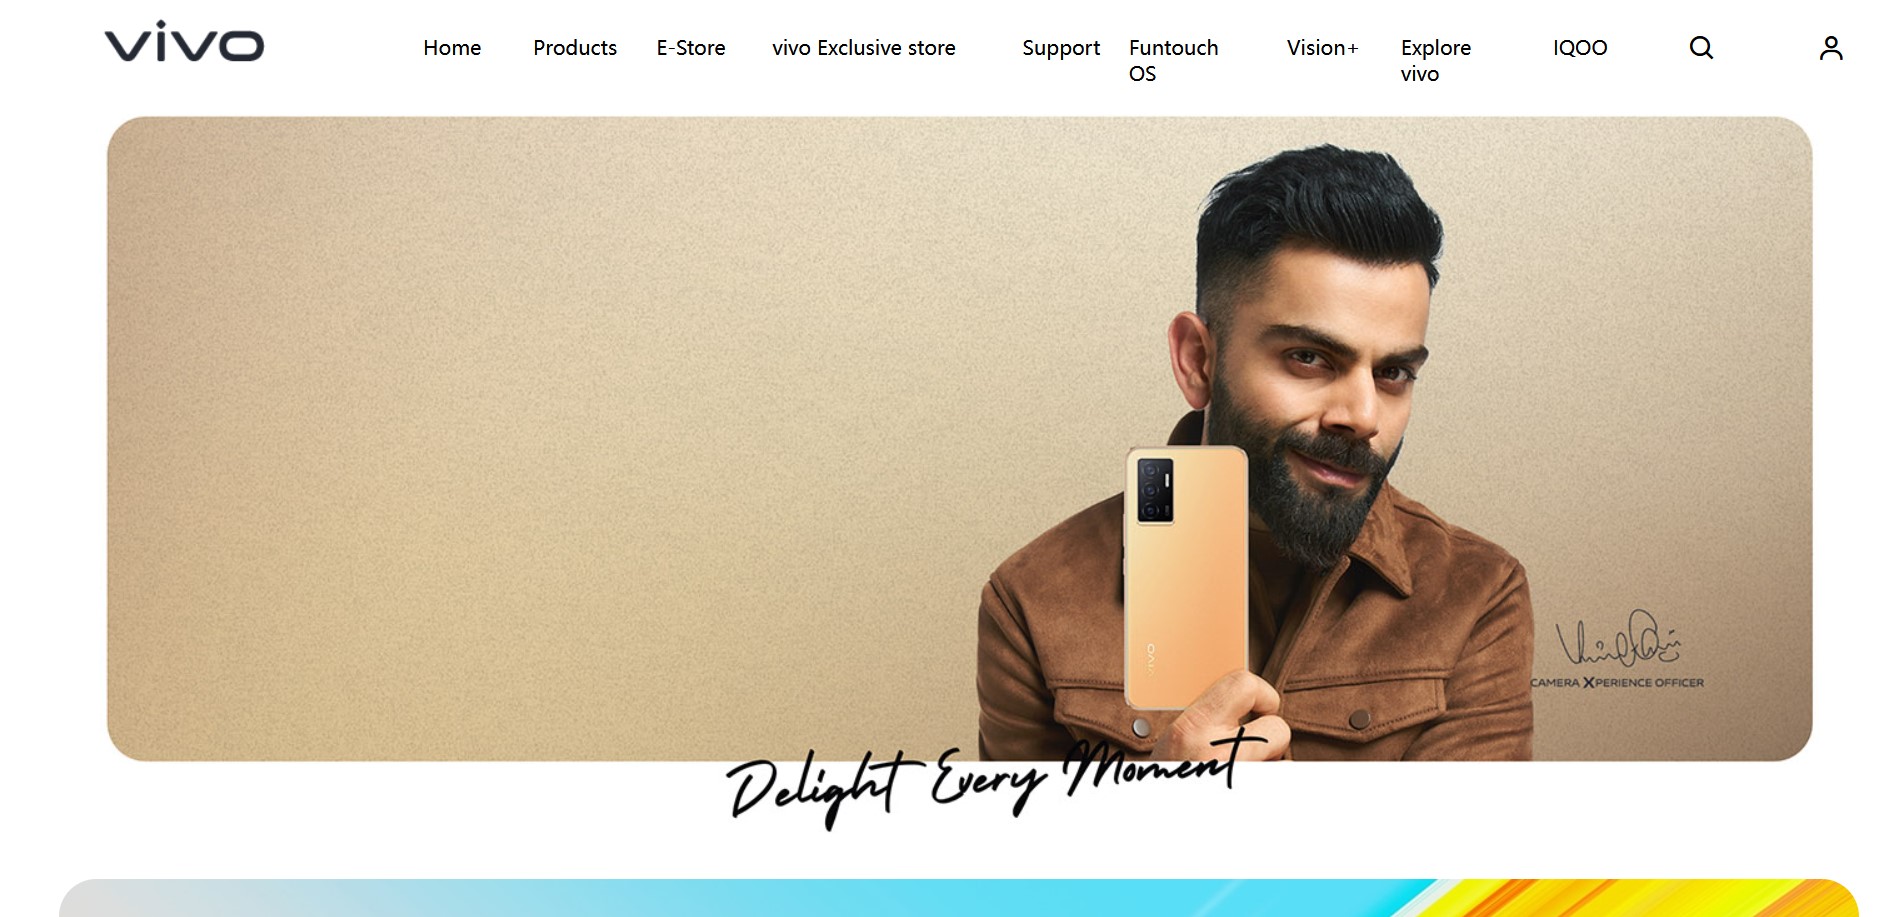 vivo
Home
Products
E-Store
vivo Exclusive store
Support
Funtouch
OS
Vision+
Explore
vivo
IQOO
vivo
CAMERA XPERIENCE OFFICER
Delight Every Moment